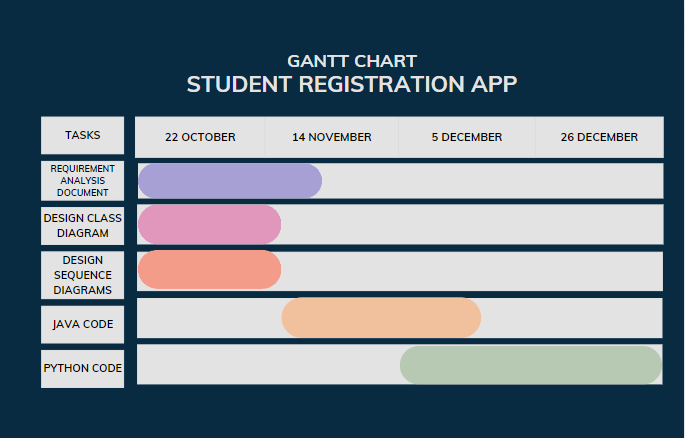 GANTT CHART
STUDENT REGISTRATION APP
TASKS
22 OCTOBER
14 NOVEMBER
5 DECEMBER
26 DECEMBER
REQUIREMENT
ANALYSIS
DOCUMENT
DESIGN CLASS
DIAGRAM
DESIGN
SEQUENCE
DIAGRAMS
JAVA CODE
PYTHON CODE